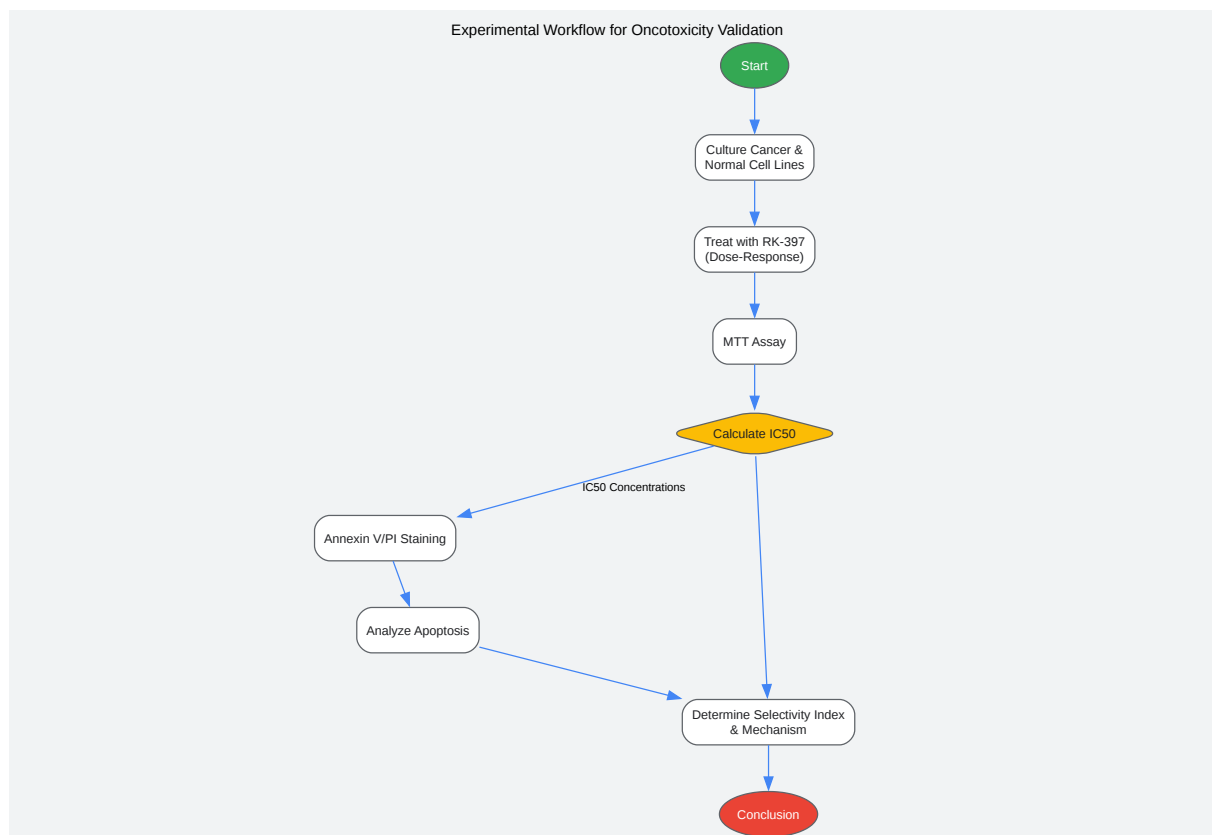 Experimental Workflow for Oncotoxicity Validation
Start
Culture Cancer &
Normal Cell Lines
Treat with RK-397
(Dose-Response)
MTT Assay
Calculate IC50
IC50 Concentrations
Annexin V/PI Staining
Analyze Apoptosis
Determine Selectivity Index
& Mechanism
Conclusion